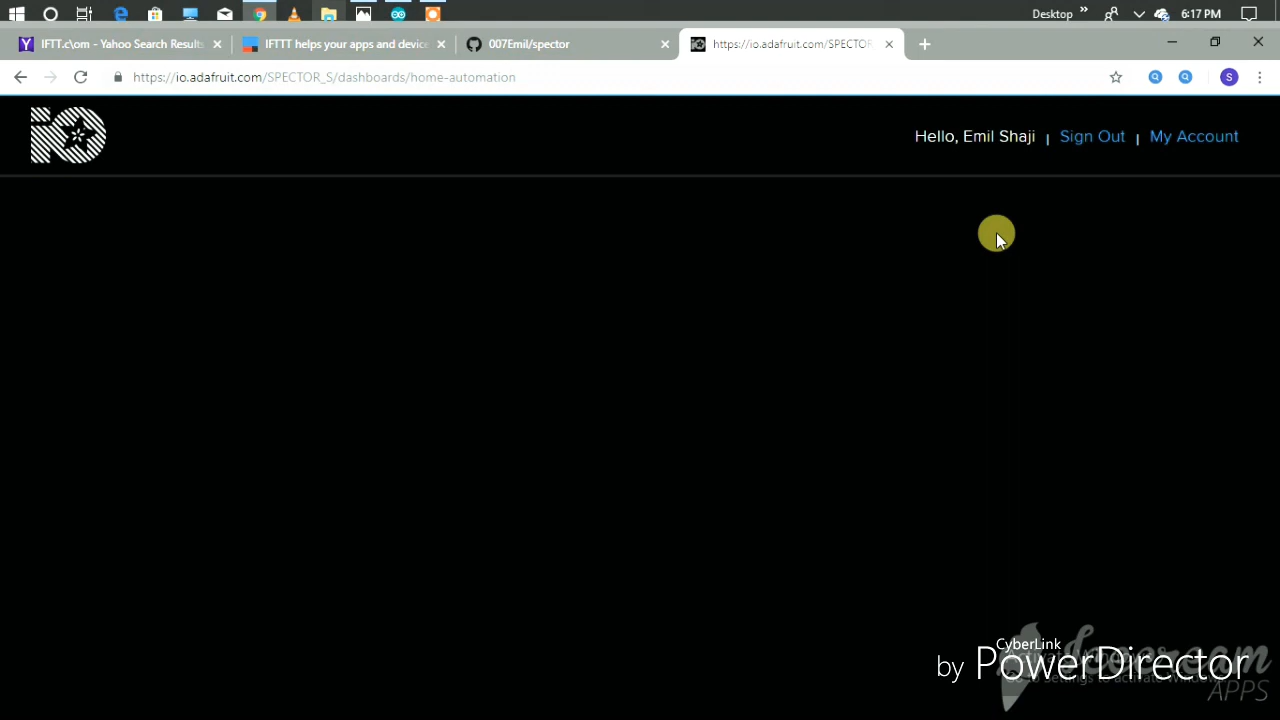 Desktop
6:17 PM
IFTT.c\om - Yahoo Search Results
IFTTT helps your apps and device
007Emil/spector
https://io.adafruit.com/SPECTOR
https://io.adafruit.com/SPECTOR_S/dashboards/home-automation
S
Hello, Emil Shaji | Sign Out | My Account
CyberLink
by PowerDirector
Icecream
APPS